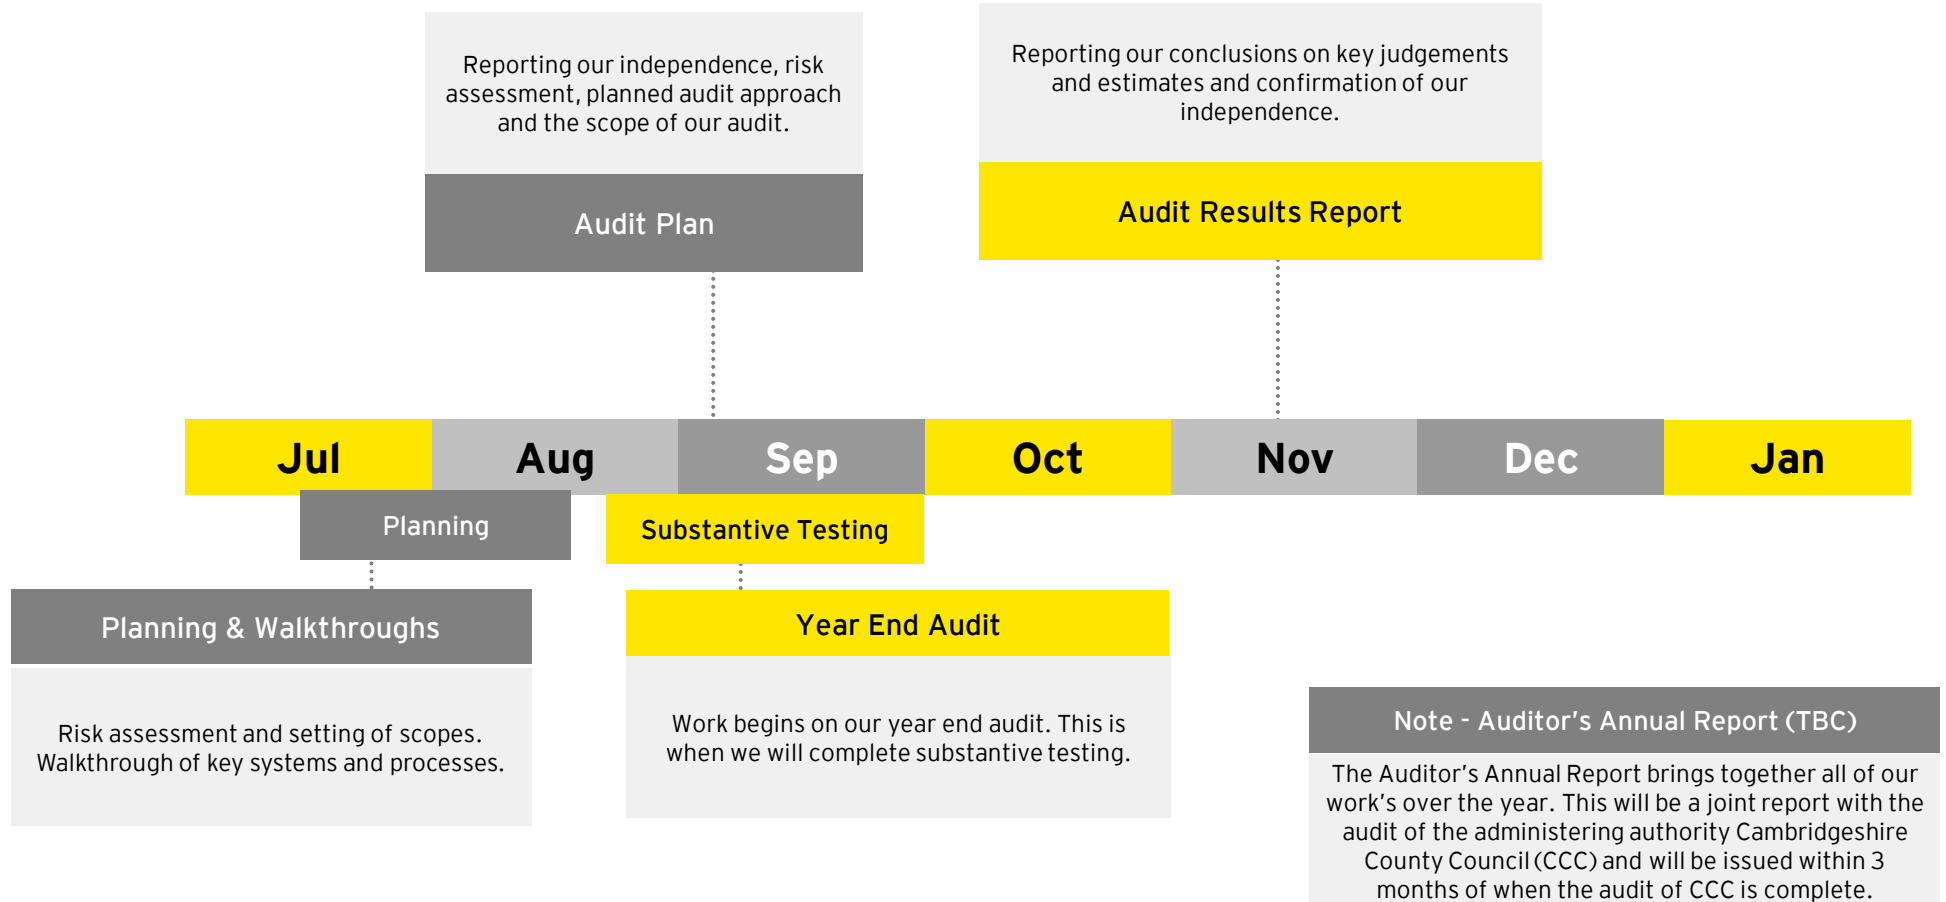 Reporting our independence, risk
assessment, planned audit approach
and the scope of our audit.
Audit Plan
Reporting our conclusions on key judgements
and estimates and confirmation of our
independence.
Audit Results Report
Jul
Aug
Sep
Oct
Nov
Dec
Jan
Planning
Substantive Testing
Planning & Walkthroughs
Risk assessment and setting of scopes.
Walkthrough of key systems and processes.
Year End Audit
Work begins on our year end audit. This is
when we will complete substantive testing.
Note - Auditor’s Annual Report (TBC)
The Auditor’s Annual Report brings together all of our
work’s over the year. This will be a joint report with the
audit of the administering authority Cambridgeshire
County Council (CCC) and will be issued within 3
months of when the audit of CCC is complete.